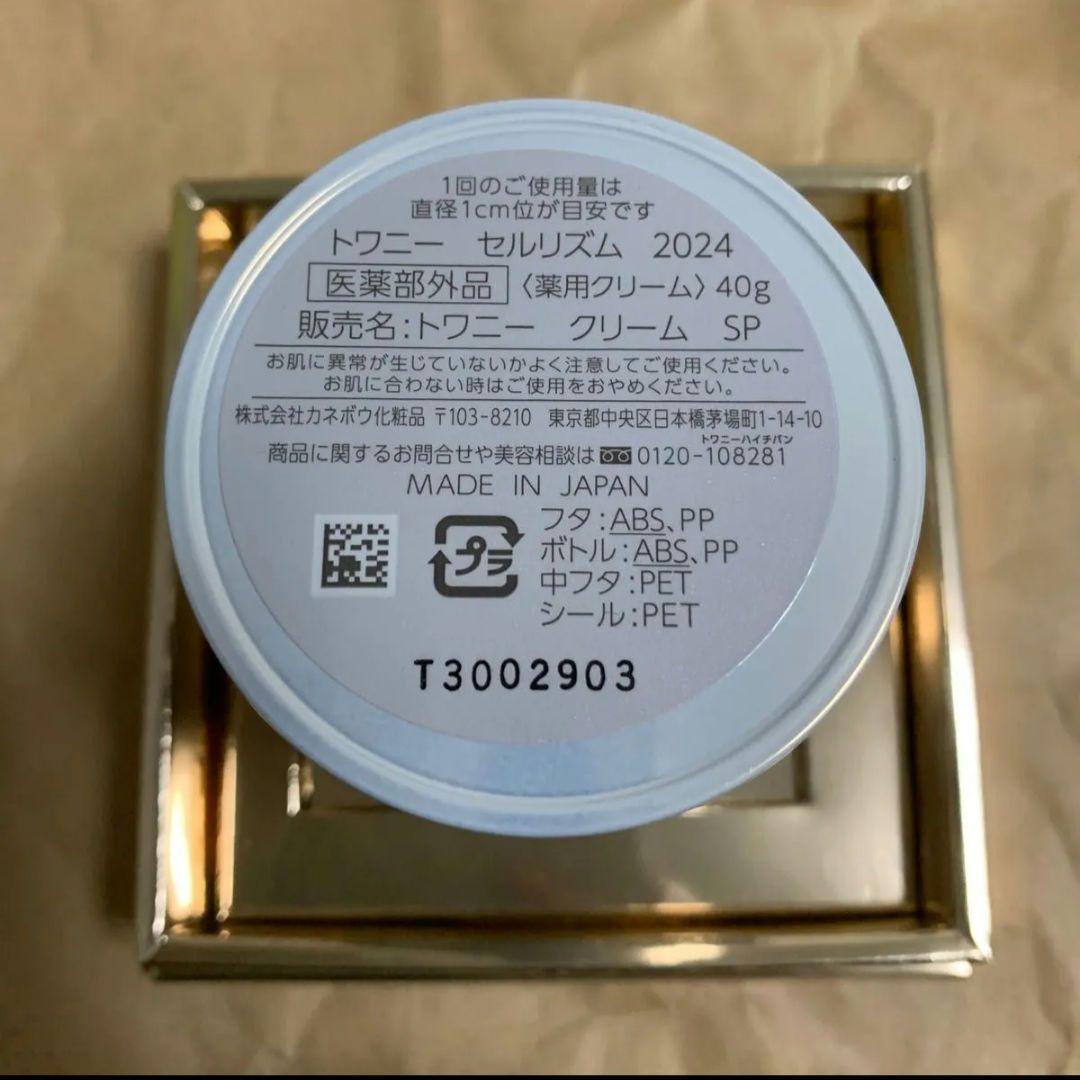 1回のご使用量は
直径1cm位が目安です
トワニー セルリズム 2024
医薬部外品 〈薬用クリーム〉 40g
販売名:トワニー クリーム SP
お肌に異常が生じていないかよく注意してご使用ください。
お肌に合わない時はご使用をおやめください。
株式会社カネボウ化粧品 〒103-8210 東京都中央区日本橋茅場町1-14-10
トワニーハイチバン
商品に関するお問合せや美容相談は 0120-108281
MADE IN JAPAN
プラ
フタ:ABS、PP
ボトル:ABS、PP
中フタ:PET
シール:PET
T3002903